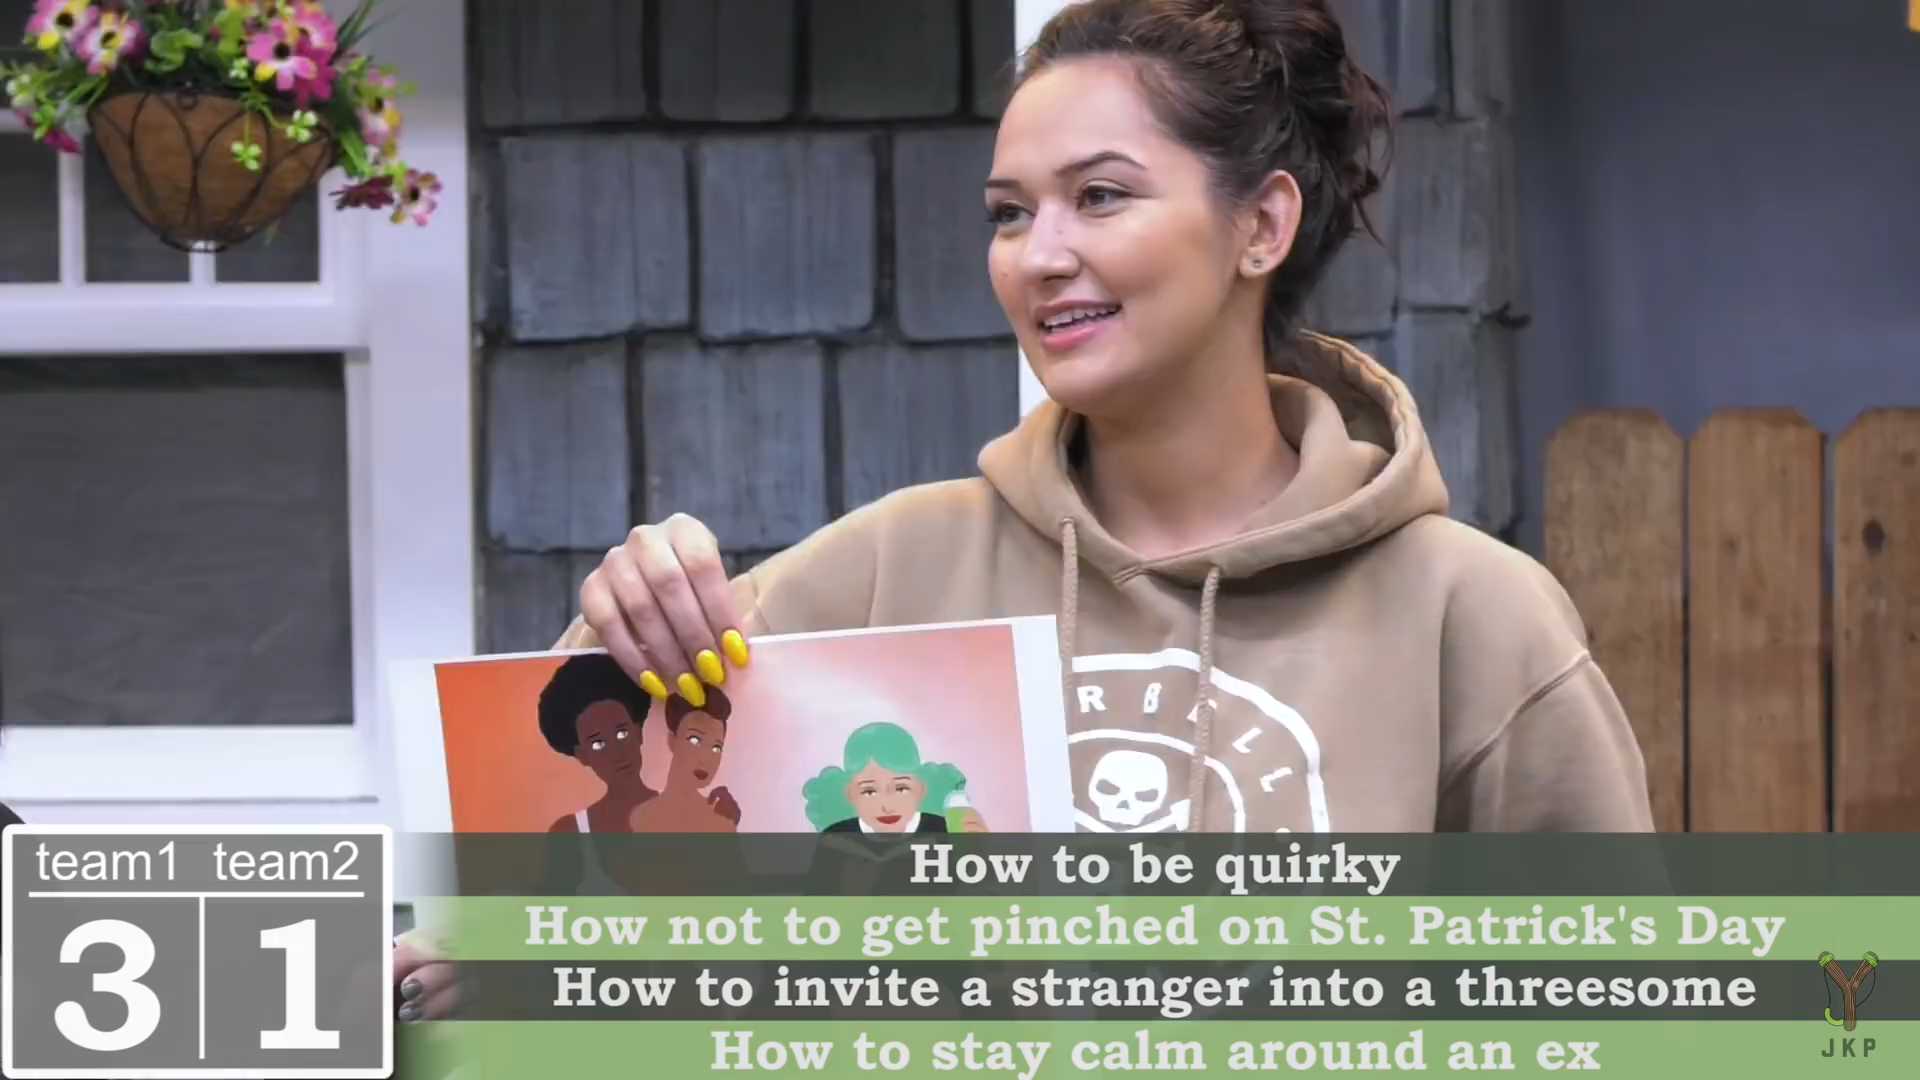 RBELL
team1 team2
3 1
How to be quirky
How not to get pinched on St. Patrick's Day
How to invite a stranger into a threesome
How to stay calm around an ex
JKP